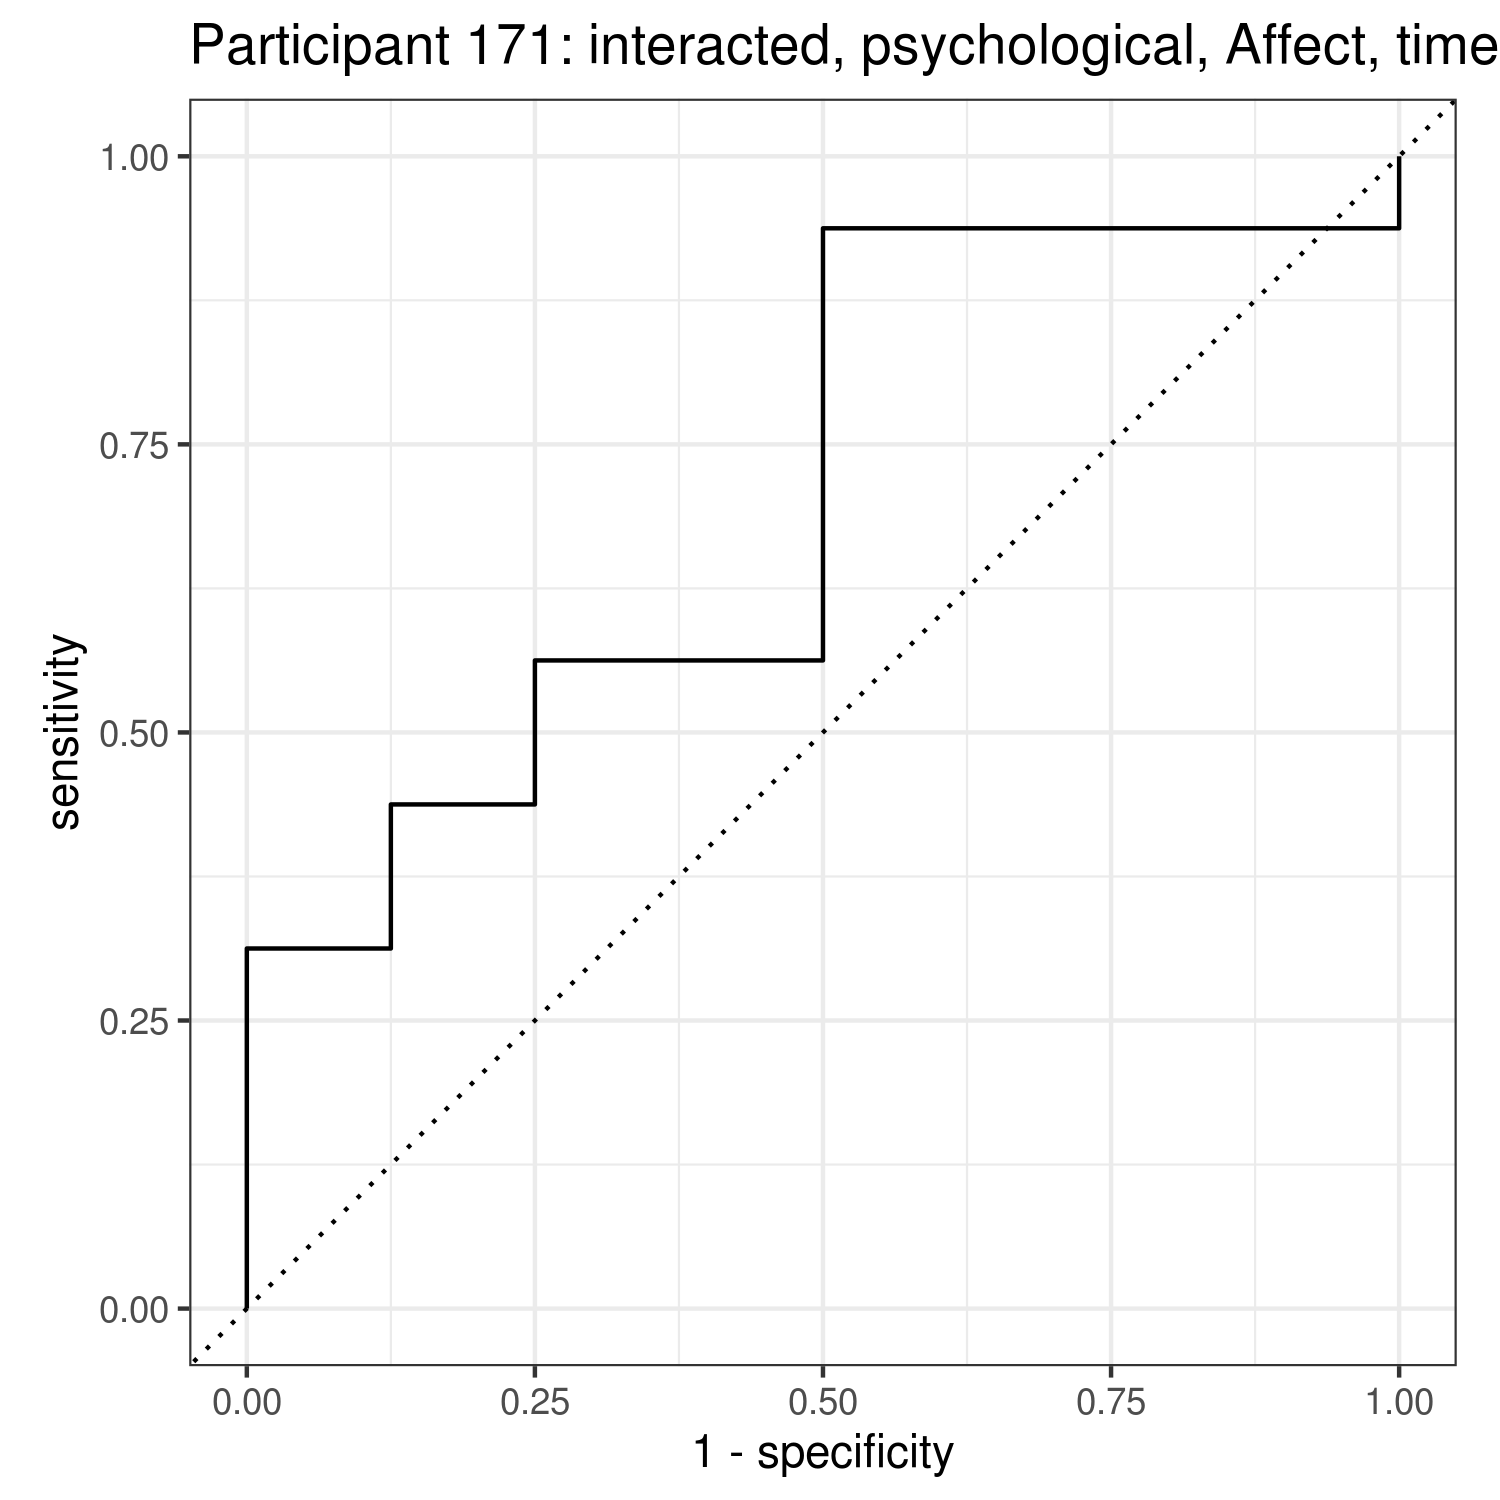 Participant 171: interacted, psychological, Affect, time
1.00
0.75
0.50
0.25
0.00
sensitivity
0.00 0.25 0.50 0.75 1.00
1 - specificity